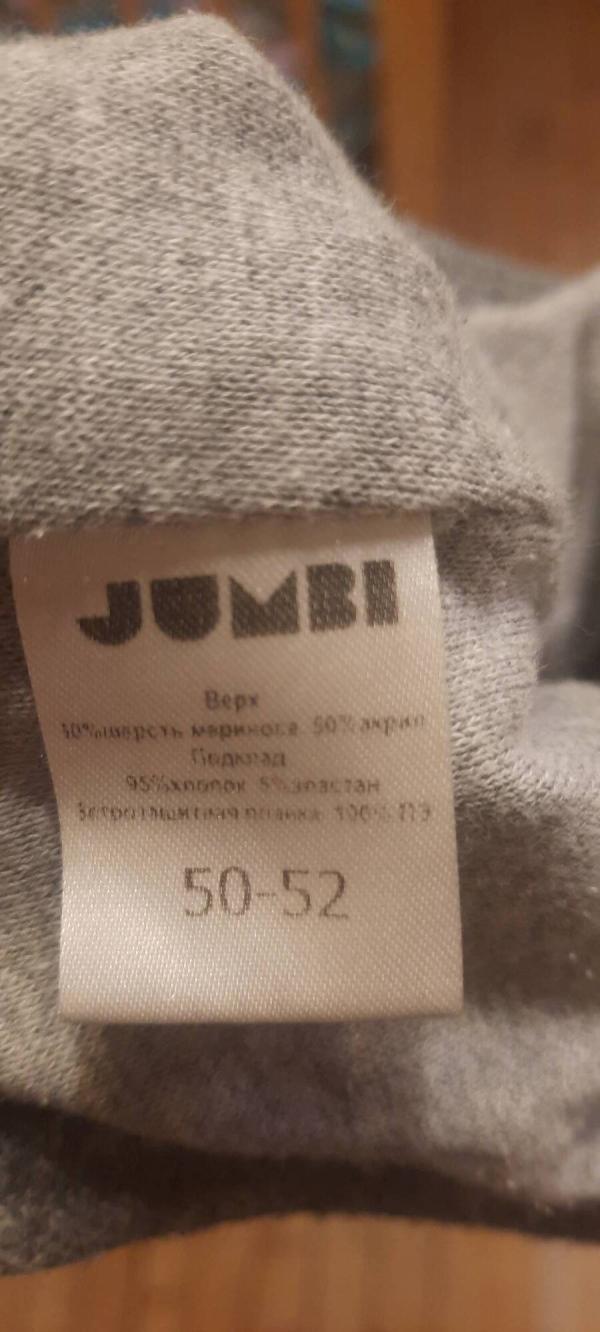 JUMBI
Верх
50%шерсть мериноса 50%акрил
Подклад
95%хлопок 5%эластан
Ветрозащитная планка 100% ПЭ
50-52